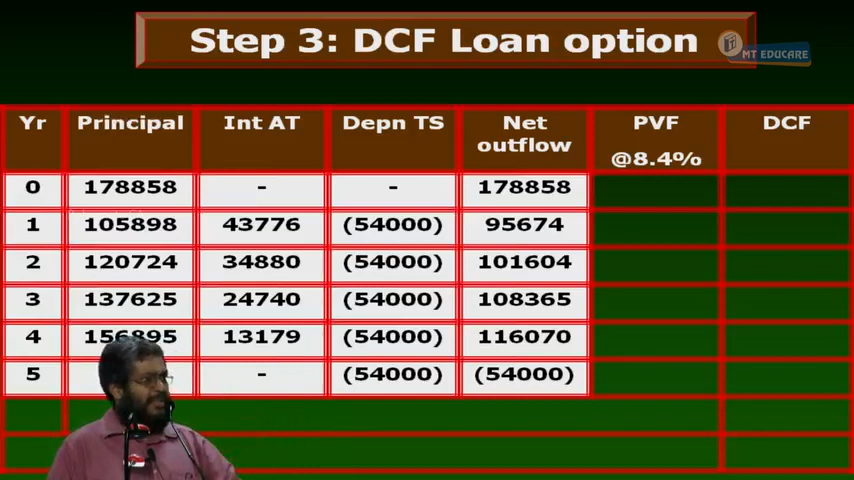 Step 3: DCF Loan option
MT EDUCARE
Yr Principal Int AT Depn TS Net outflow PVF @8.4% DCF
0 178858 - - 178858
1 105898 43776 (54000) 95674
2 120724 34880 (54000) 101604
3 137625 24740 (54000) 108365
4 156895 13179 (54000) 116070
5 - (54000) (54000)